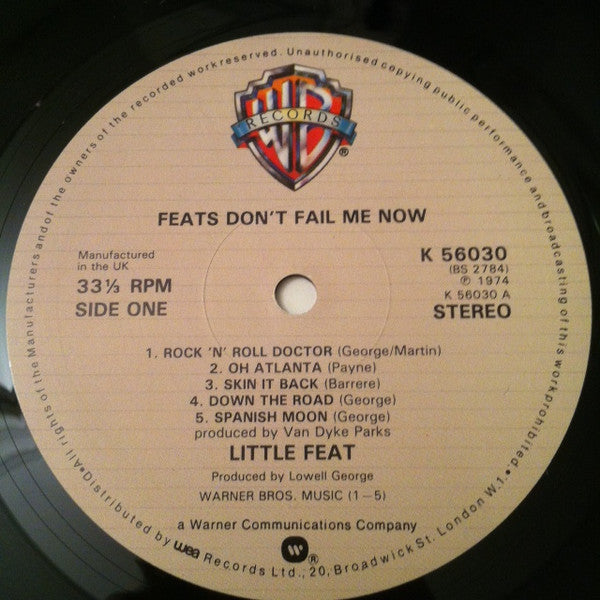 All rights of the Manufacturers and of the owners of the recorded work reserved. Unauthorised copying public performance and broadcasting of this work prohibited.
WB
RECORDS
®
FEATS DON'T FAIL ME NOW
Manufactured
in the UK
33⅓ RPM
SIDE ONE
K 56030
(BS 2784)
℗ 1974
K 56030 A
STEREO
1. ROCK 'N' ROLL DOCTOR (George/Martin)
2. OH ATLANTA (Payne)
3. SKIN IT BACK (Barrere)
4. DOWN THE ROAD (George)
5. SPANISH MOON (George)
produced by Van Dyke Parks
LITTLE FEAT
Produced by Lowell George
WARNER BROS. MUSIC (1–5)
a Warner Communications Company
®
• Distributed by wea Records Ltd., 20, Broadwick St. London W.1. •